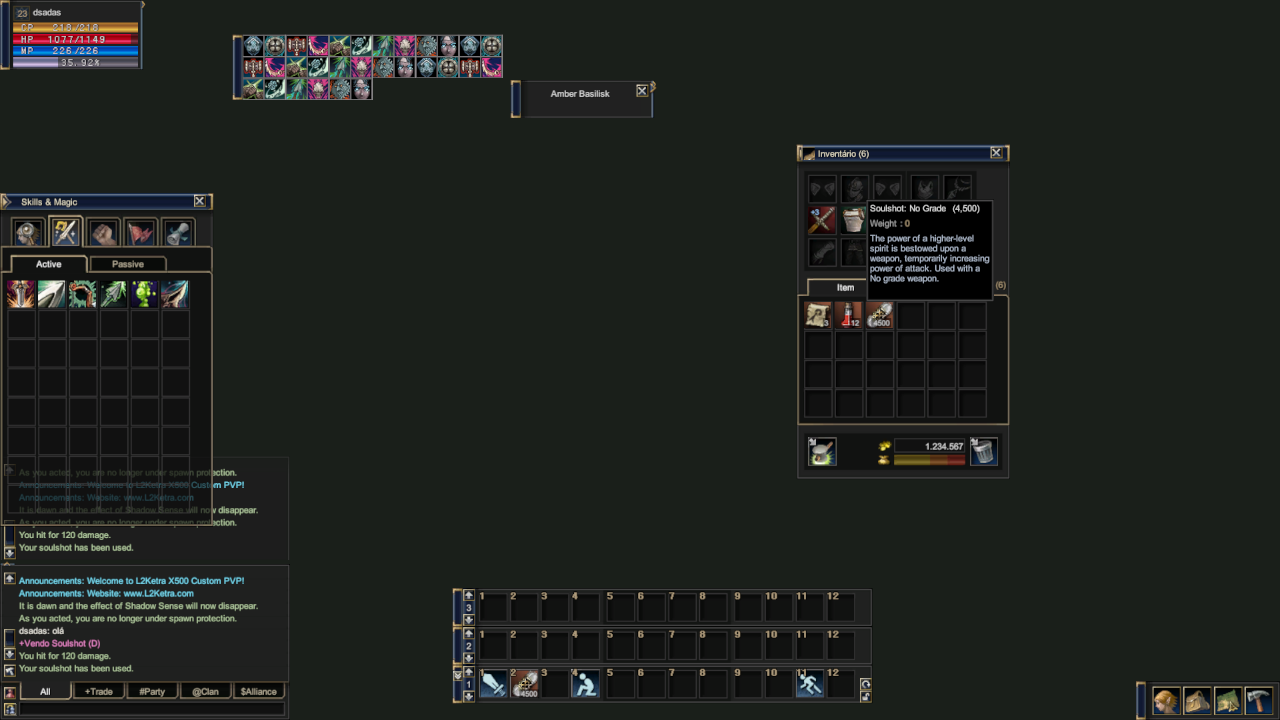 23 dsadas
CP 218/218
HP 1077/1149
MP 226/226
35.92%
Amber Basilisk
Inventário (6)
Soulshot: No Grade (4,500)
Weight : 0
The power of a higher-level
spirit is bestowed upon a
weapon, temporarily increasing
power of attack. Used with a
No grade weapon.
+3
Item
(6)
3 12 4500
1.234.567
Skills & Magic
Active Passive
As you acted, you are no longer under spawn protection.
Announcements: Welcome to L2Ketra X500 Custom PVP!
Announcements: Website: www.L2Ketra.com
It is dawn and the effect of Shadow Sense will now disappear.
As you acted, you are no longer under spawn protection.
You hit for 120 damage.
Your soulshot has been used.
Announcements: Welcome to L2Ketra X500 Custom PVP!
Announcements: Website: www.L2Ketra.com
It is dawn and the effect of Shadow Sense will now disappear.
As you acted, you are no longer under spawn protection.
dsadas: olá
+Vendo Soulshot (D)
You hit for 120 damage.
Your soulshot has been used.
All +Trade #Party @Clan $Alliance
3 1 2 3 4 5 6 7 8 9 10 11 12
2 1 2 3 4 5 6 7 8 9 10 11 12
1 1 2 3 4 5 6 7 8 9 10 11 12
4500